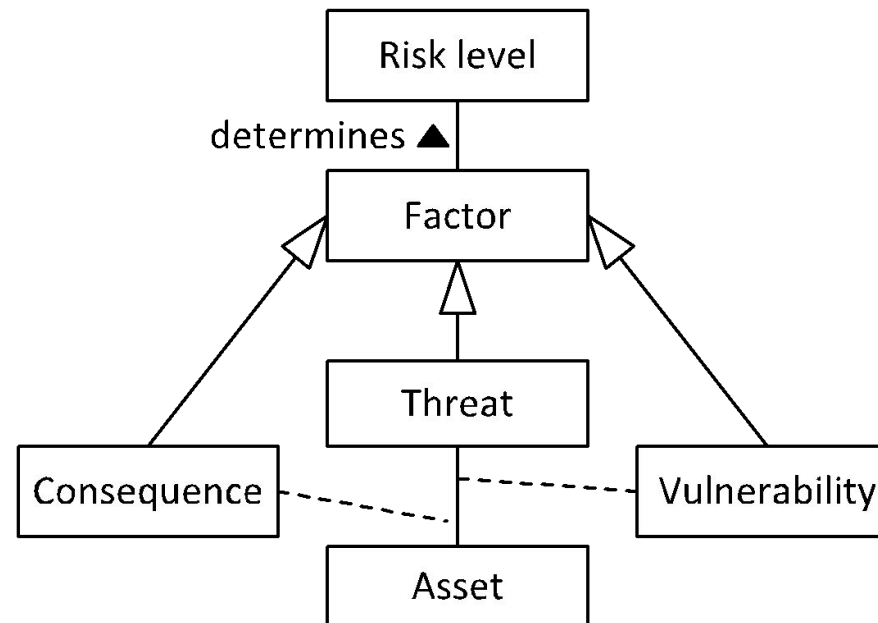 Risk level
determines ▲
Factor
Threat
Consequence
Vulnerability
Asset